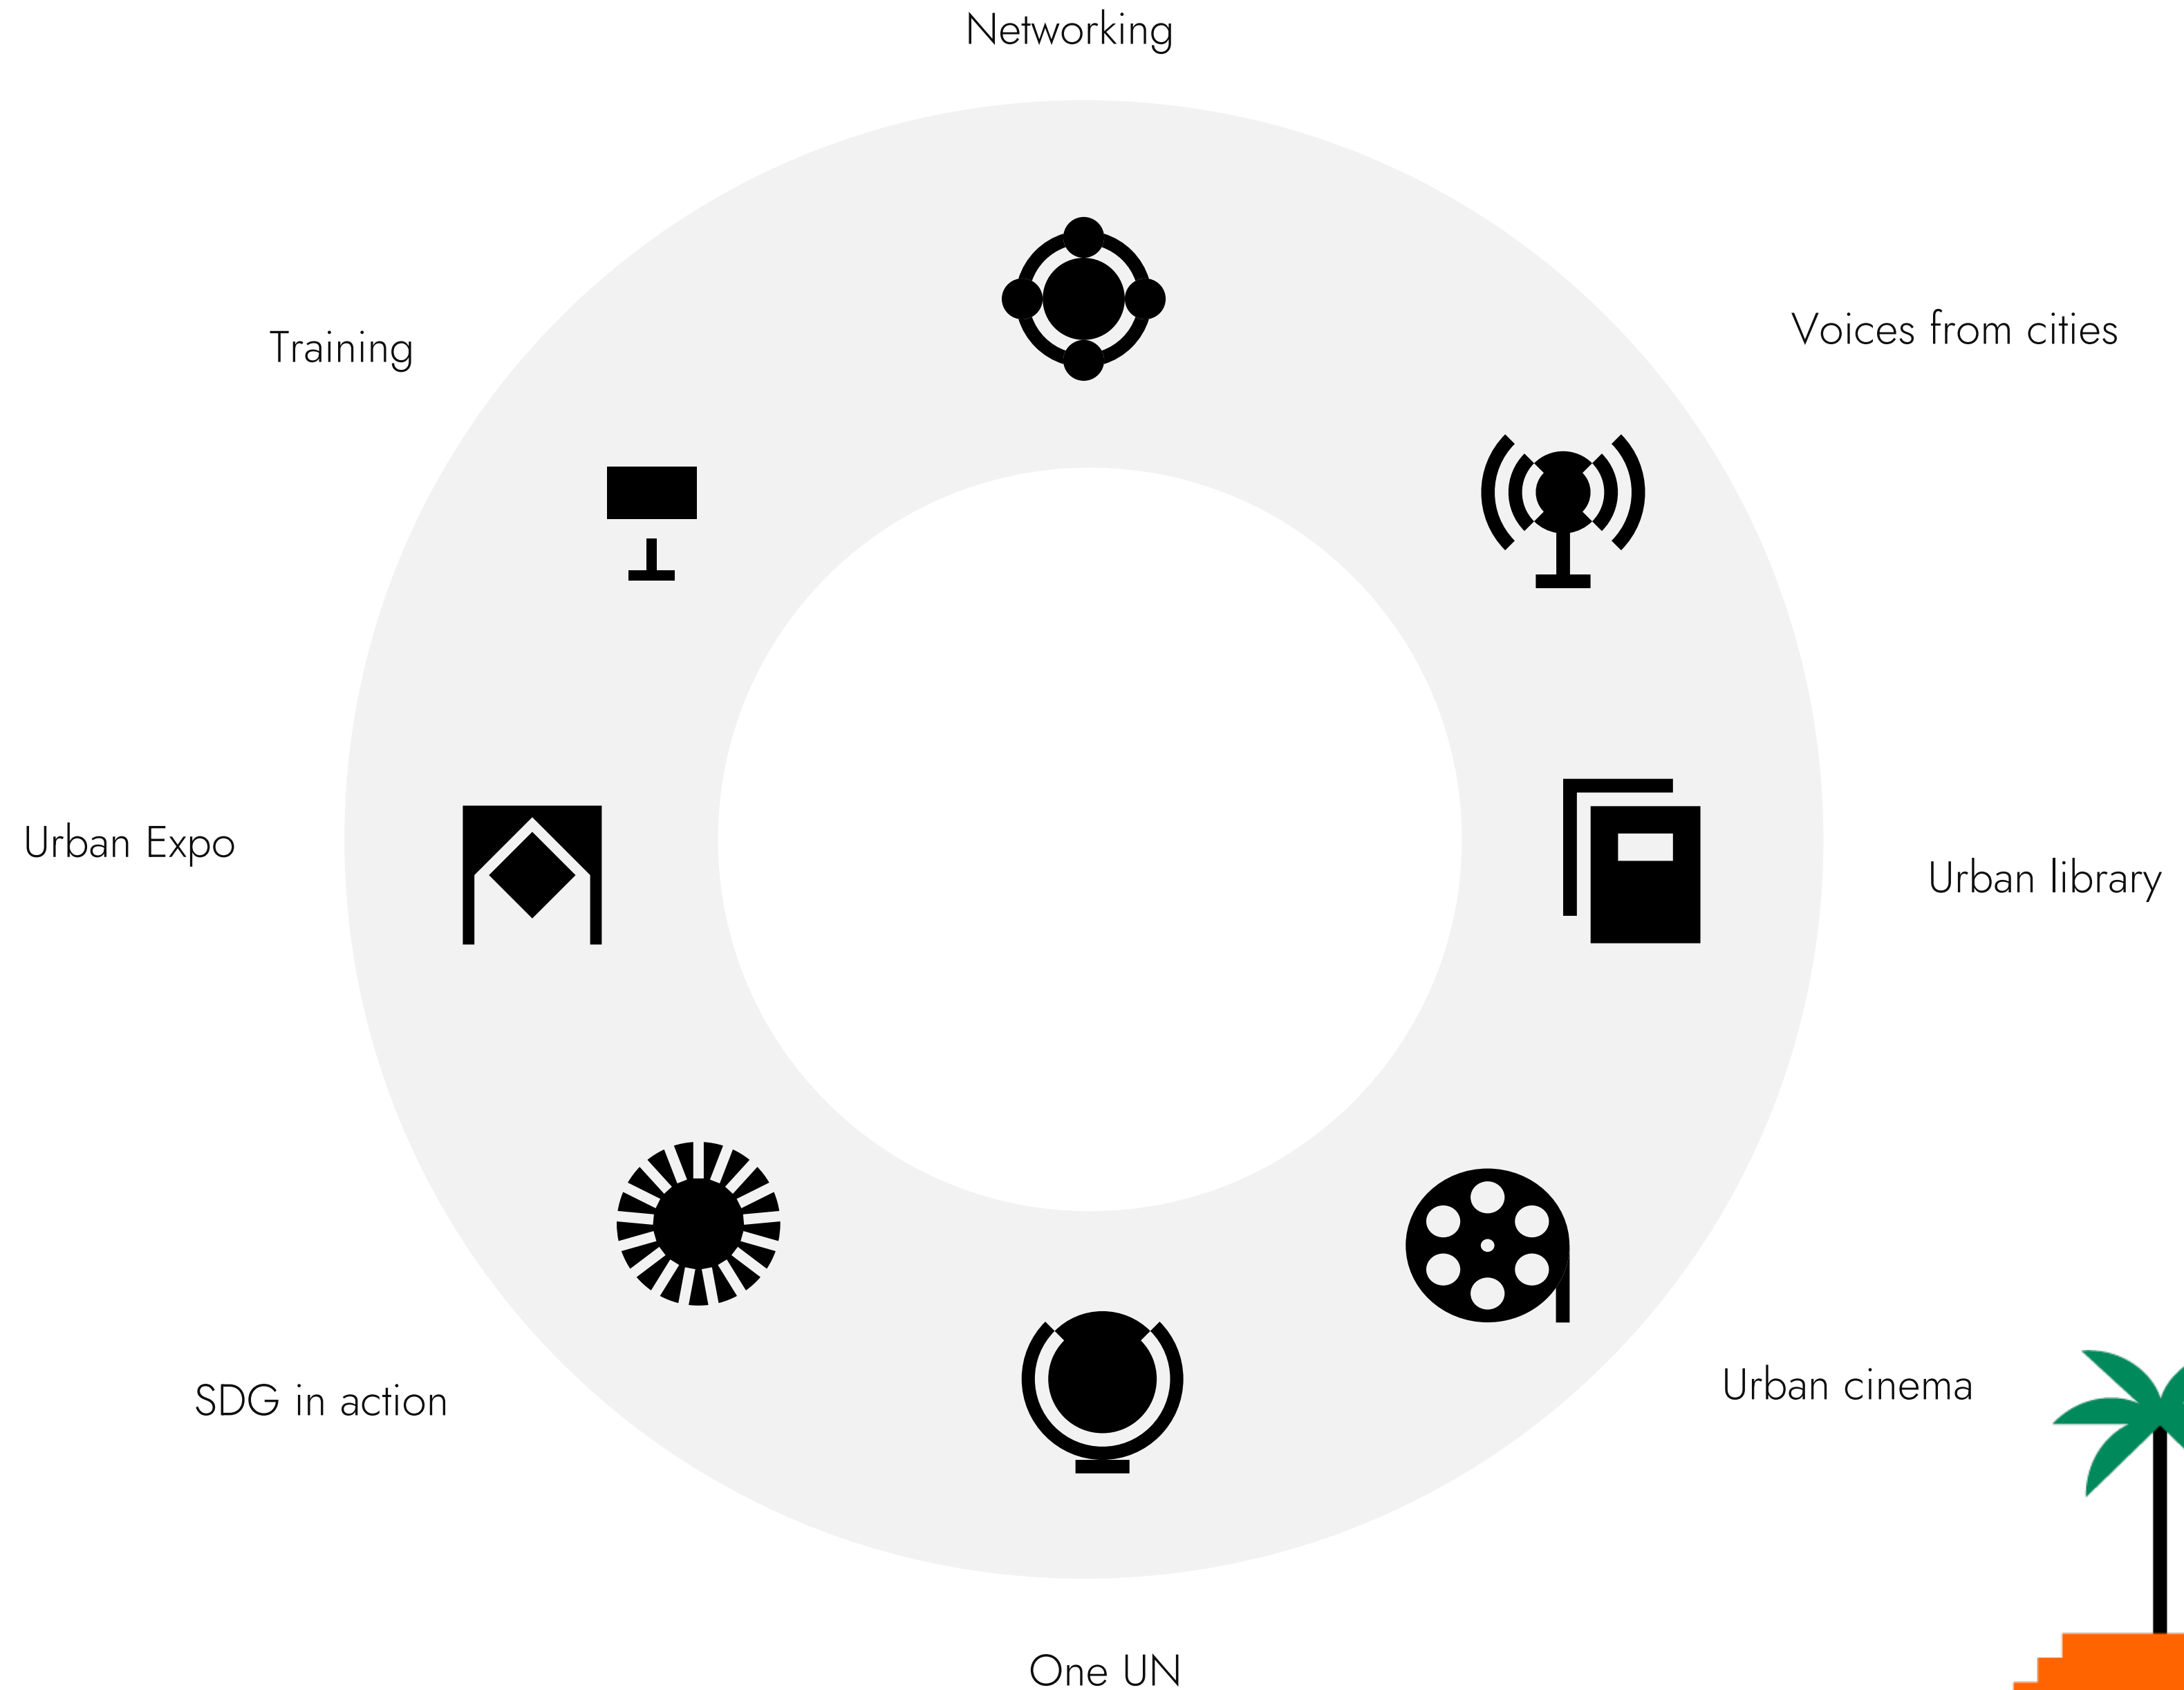 Networking
Training
Voices from cities
Urban Expo
Urban library
SDG in action
Urban cinema
One UN